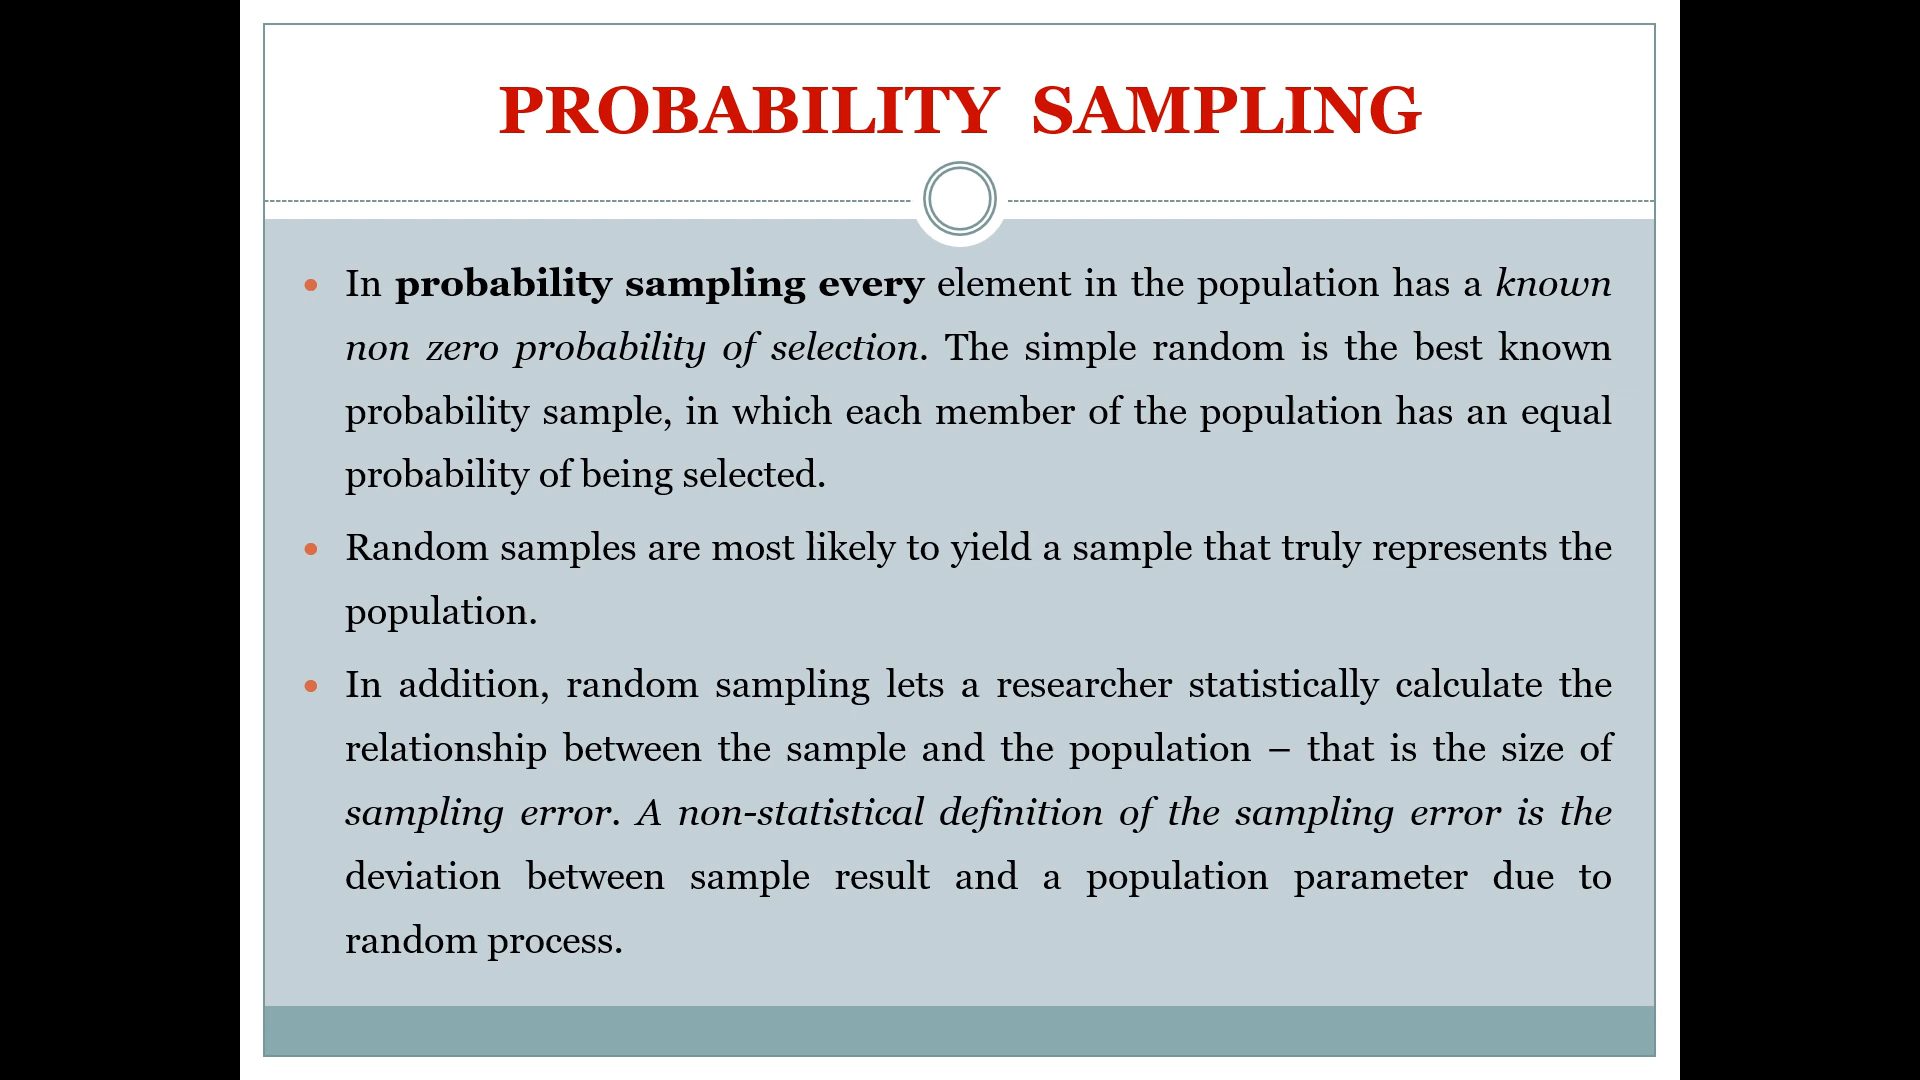 PROBABILITY SAMPLING
• In probability sampling every element in the population has a known
non zero probability of selection. The simple random is the best known
probability sample, in which each member of the population has an equal
probability of being selected.
• Random samples are most likely to yield a sample that truly represents the
population.
• In addition, random sampling lets a researcher statistically calculate the
relationship between the sample and the population – that is the size of
sampling error. A non-statistical definition of the sampling error is the
deviation between sample result and a population parameter due to
random process.